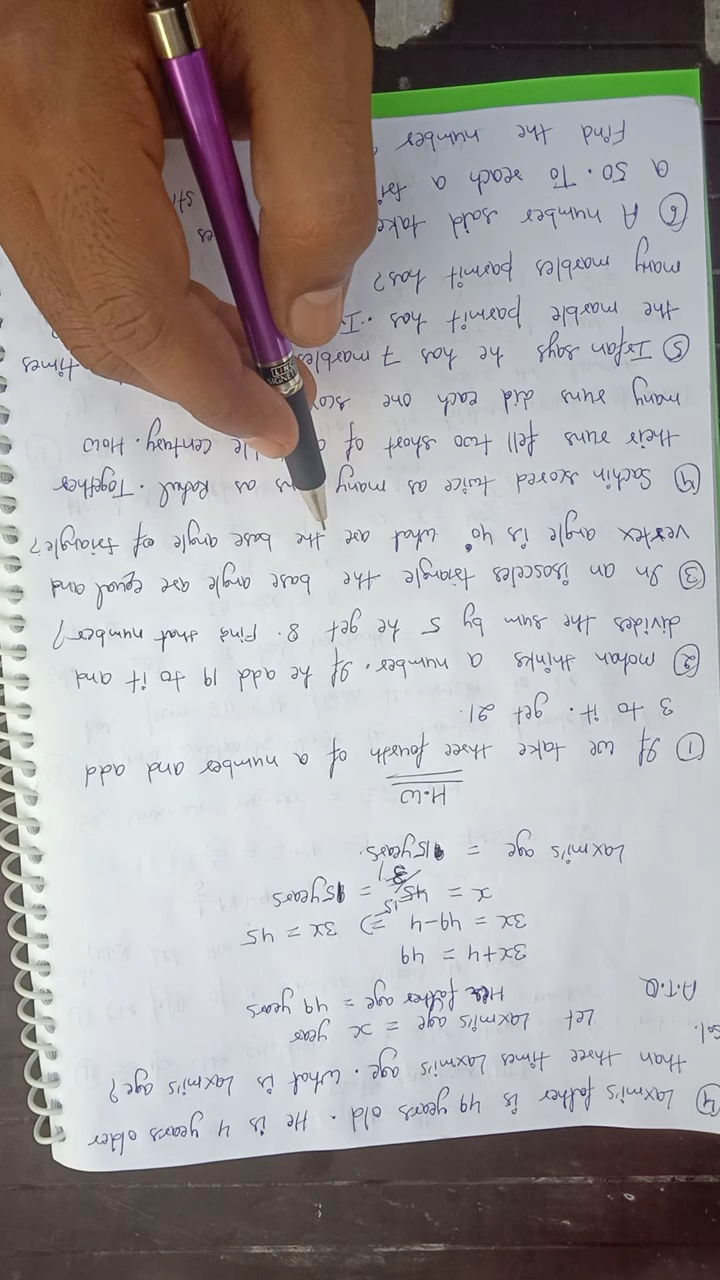 ④ Laxmi's father is 49 years old. He is 4 years older
than three times Laxmi's age. What is Laxmi's age?
Sol. Let Laxmi's age = x year
A.T.Q father age = 49 years
3x+4 = 49
3x = 49-4 ⇒ 3x = 45
x = 45/3 = 15years
15
1
Laxmi's age = 15years.
H.W
① If we take three fourth of a number and add
3 to it. get 21.
② mohan thinks a number. If he add 19 to it and
divides the sum by 5 he get 8. Find that number?
③ In an isosceles triangle the base angle are equal and
vertex angle is 40° what are the base angle of triangle?
④ Sachin scored twice as many as Rahul. Together
their runs fell two short of a century. How
many runs did each one
⑤ Irfan says he has 7 marbles times
the marble parmit has.
many marbles parmit has?
⑥ A number said take
a 50. To reach a
Find the number
LINC
SIGNET